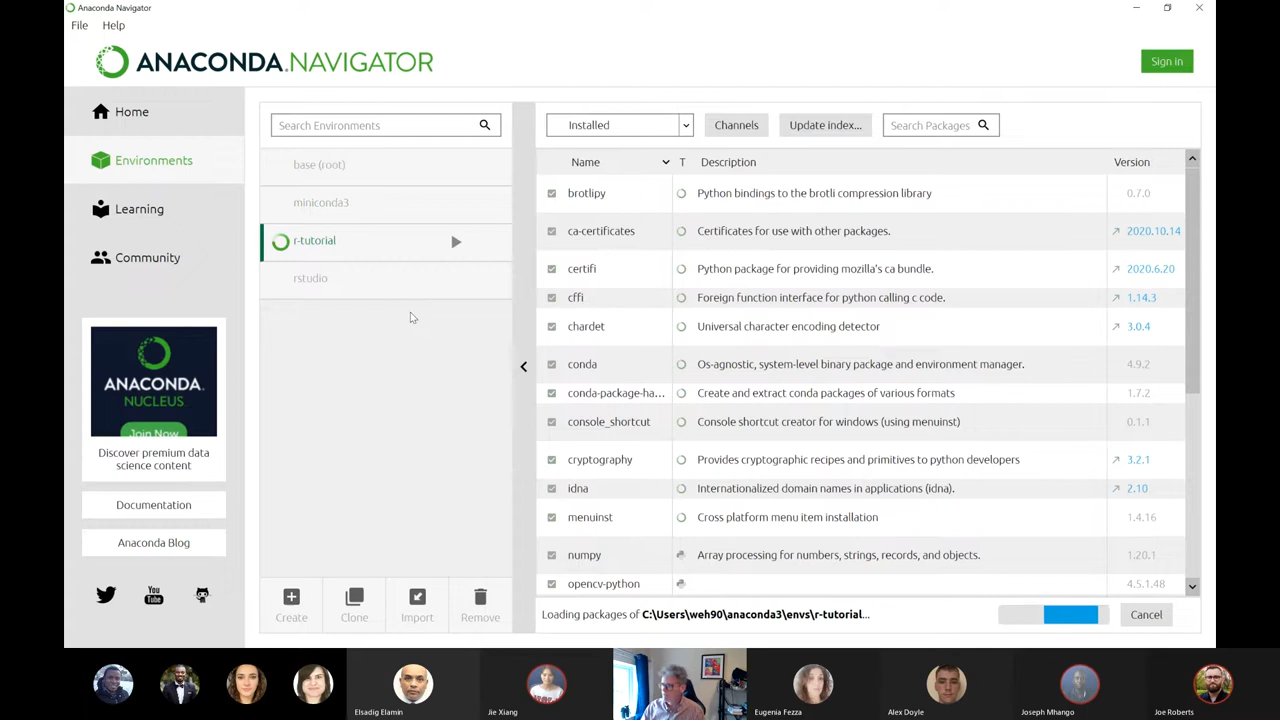 Anaconda Navigator
File Help
ANACONDA.NAVIGATOR
Sign in
Home
Environments
Learning
Community
ANACONDA
NUCLEUS
Join Now
Discover premium data
science content
Documentation
Anaconda Blog
You
Tube
Search Environments
base (root)
miniconda3
r-tutorial
rstudio
Create Clone Import Remove
Installed Channels Update index... Search Packages
Name T Description Version
brotlipy Python bindings to the brotli compression library 0.7.0
ca-certificates Certificates for use with other packages. 2020.10.14
certifi Python package for providing mozilla's ca bundle. 2020.6.20
cffi Foreign function interface for python calling c code. 1.14.3
chardet Universal character encoding detector 3.0.4
conda Os-agnostic, system-level binary package and environment manager. 4.9.2
conda-package-ha... Create and extract conda packages of various formats 1.7.2
console_shortcut Console shortcut creator for windows (using menuinst) 0.1.1
cryptography Provides cryptographic recipes and primitives to python developers 3.2.1
idna Internationalized domain names in applications (idna). 2.10
menuinst Cross platform menu item installation 1.4.16
numpy Array processing for numbers, strings, records, and objects. 1.20.1
opencv-python 4.5.1.48
Loading packages of C:\Users\weh90\anaconda3\envs\r-tutorial... Cancel
Elsadig Elamin Jie Xiang Eugenia Fezza Alex Doyle Joseph Mhango Joe Roberts